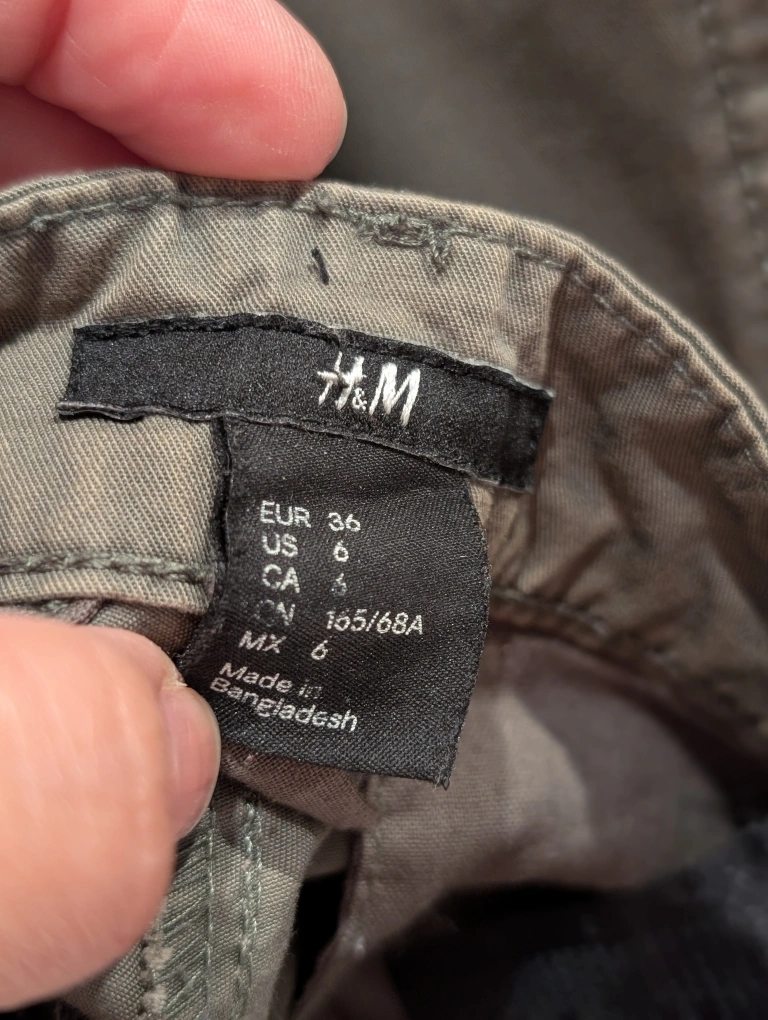 H&M
EUR 36
US 6
CA 6
CN 165/68A
MX 6
Made in
Bangladesh